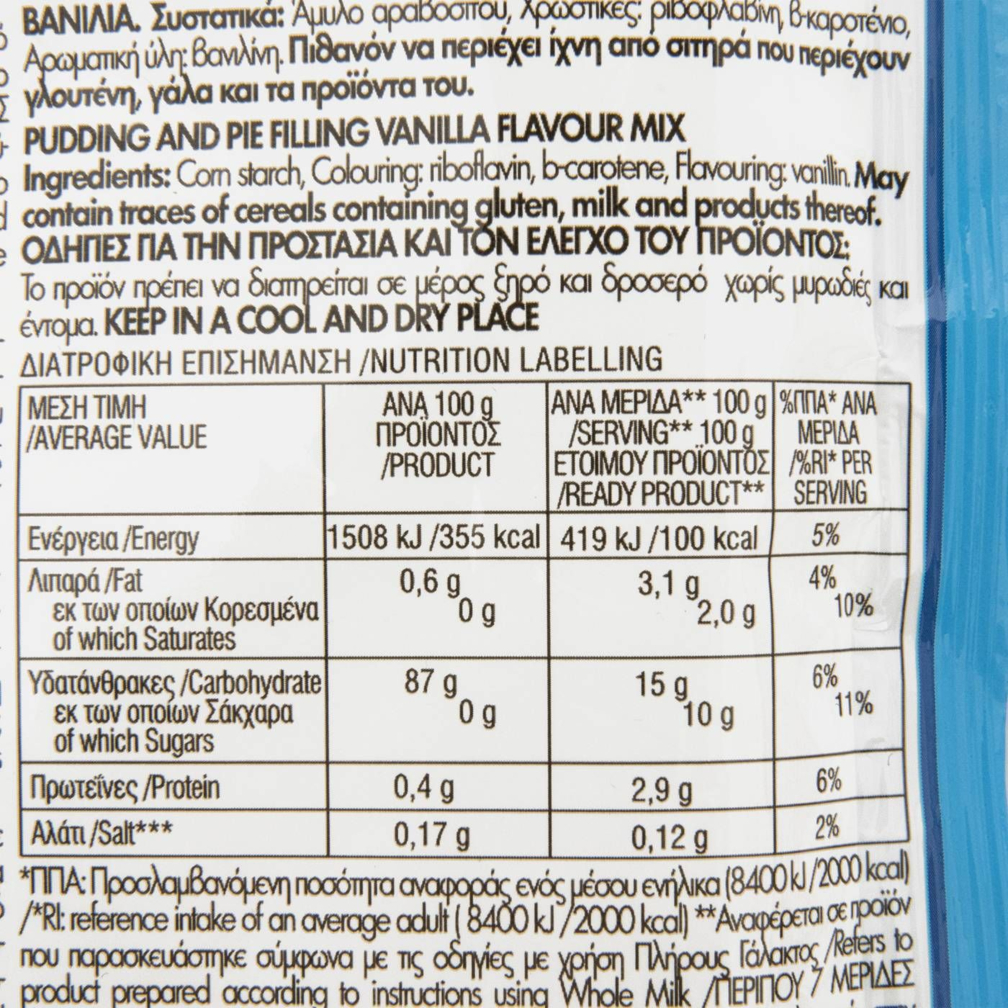 ΒΑΝΙΛΙΑ. Συστατικά: Άμυλο αραβοσίτου, Χρωστικές: ριβοφλαβίνη, β-καροτένιο,
Αρωματική ύλη: βανιλίνη. Πιθανόν να περιέχει ίχνη από σιτηρά που περιέχουν
γλουτένη, γάλα και τα προϊόντα του.
PUDDING AND PIE FILLING VANILLA FLAVOUR MIX
Ingredients: Corn starch, Colouring: riboflavin, b-carotene, Flavouring: vanillin. May
contain traces of cereals containing gluten, milk and products thereof.
ΟΔΗΓΙΕΣ ΓΙΑ ΤΗΝ ΠΡΟΣΤΑΣΙΑ ΚΑΙ ΤΟΝ ΕΛΕΓΧΟ ΤΟΥ ΠΡΟΪΟΝΤΟΣ:
Το προϊόν πρέπει να διατηρείται σε μέρος ξηρό και δροσερό χωρίς μυρωδιές και
έντομα. KEEP IN A COOL AND DRY PLACE
ΔΙΑΤΡΟΦΙΚΗ ΕΠΙΣΗΜΑΝΣΗ /NUTRITION LABELLING
ΜΕΣΗ ΤΙΜΗ /AVERAGE VALUE ΑΝΑ 100 g ΠΡΟΪΟΝΤΟΣ /PRODUCT ΑΝΑ ΜΕΡΙΔΑ** 100 g /SERVING** 100 g ΕΤΟΙΜΟΥ ΠΡΟΪΟΝΤΟΣ /READY PRODUCT** %ΠΠΑ* ΑΝΑ ΜΕΡΙΔΑ /%RI* PER SERVING
Ενέργεια /Energy 1508 kJ /355 kcal 419 kJ /100 kcal 5%
Λιπαρά /Fat 0,6 g 3,1 g 4%
εκ των οποίων Κορεσμένα 0 g 2,0 g 10%
of which Saturates
Υδατάνθρακες /Carbohydrate 87 g 15 g 6%
εκ των οποίων Σάκχαρα 0 g 10 g 11%
of which Sugars
Πρωτεΐνες /Protein 0,4 g 2,9 g 6%
Αλάτι /Salt*** 0,17 g 0,12 g 2%
*ΠΠΑ: Προσλαμβανόμενη ποσότητα αναφοράς ενός μέσου ενήλικα (8400 kJ /2000 kcal)
/*RI: reference intake of an average adult ( 8400 kJ /2000 kcal) **Αναφέρεται σε προϊόν
που παρασκευάστηκε σύμφωνα με τις οδηγίες με χρήση Πλήρους Γάλακτος /Refers to
product prepared according to instructions using Whole Milk /ΠΕΡΙΠΟΥ 7 ΜΕΡΙΔΕΣ